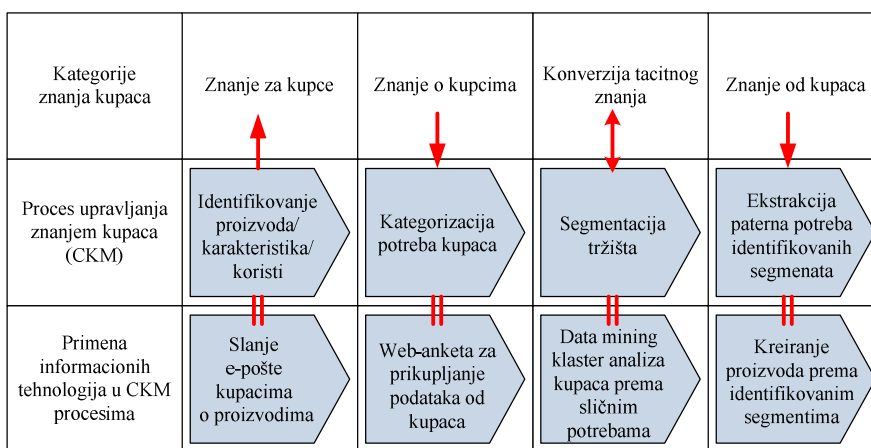 Kategorije
znanja kupaca
Znanje za kupce
Znanje o kupcima
Konverzija tacitnog
znanja
Znanje od kupaca
Proces upravljanja
znanjem kupaca
(CKM)
Identifikovanje
proizvoda/
karakteristika/
koristi
Kategorizacija
potreba kupaca
Segmentacija
tržišta
Ekstrakcija
paterna potreba
identifikovanih
segmenata
Primena
informacionih
tehnologija u CKM
procesima
Slanje
e-pošte
kupacima
o proizvodima
Web-anketa za
prikupljanje
podataka od
kupaca
Data mining
klaster analiza
kupaca prema
sličnim
potrebama
Kreiranje
proizvoda prema
identifikovanim
segmentima